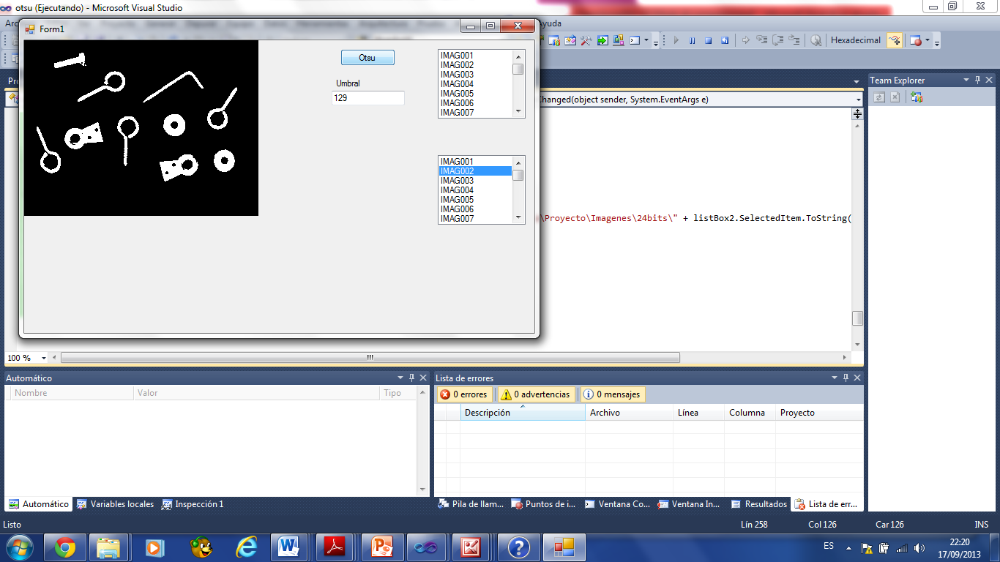 otsu (Ejecutando) - Microsoft Visual Studio
Form1
Ayuda
Hexadecimal
Otsu
Umbral
129
IMAG001
IMAG002
IMAG003
IMAG004
IMAG005
IMAG006
IMAG007
IMAG001
IMAG002
IMAG003
IMAG004
IMAG005
IMAG006
IMAG007
Changed(object sender, System.EventArgs e)
\Proyecto\Imagenes\24bits\" + listBox2.SelectedItem.ToString(
Team Explorer
100 %
Automático
Nombre Valor Tipo
Automático Variables locales Inspección 1
Lista de errores
0 errores 0 advertencias 0 mensajes
Descripción Archivo Línea Columna Proyecto
Pila de llam... Puntos de i... Ventana Co... Ventana In... Resultados Lista de err...
Listo Lín 258 Col 126 Car 126 INS
ES 22:20
17/09/2013